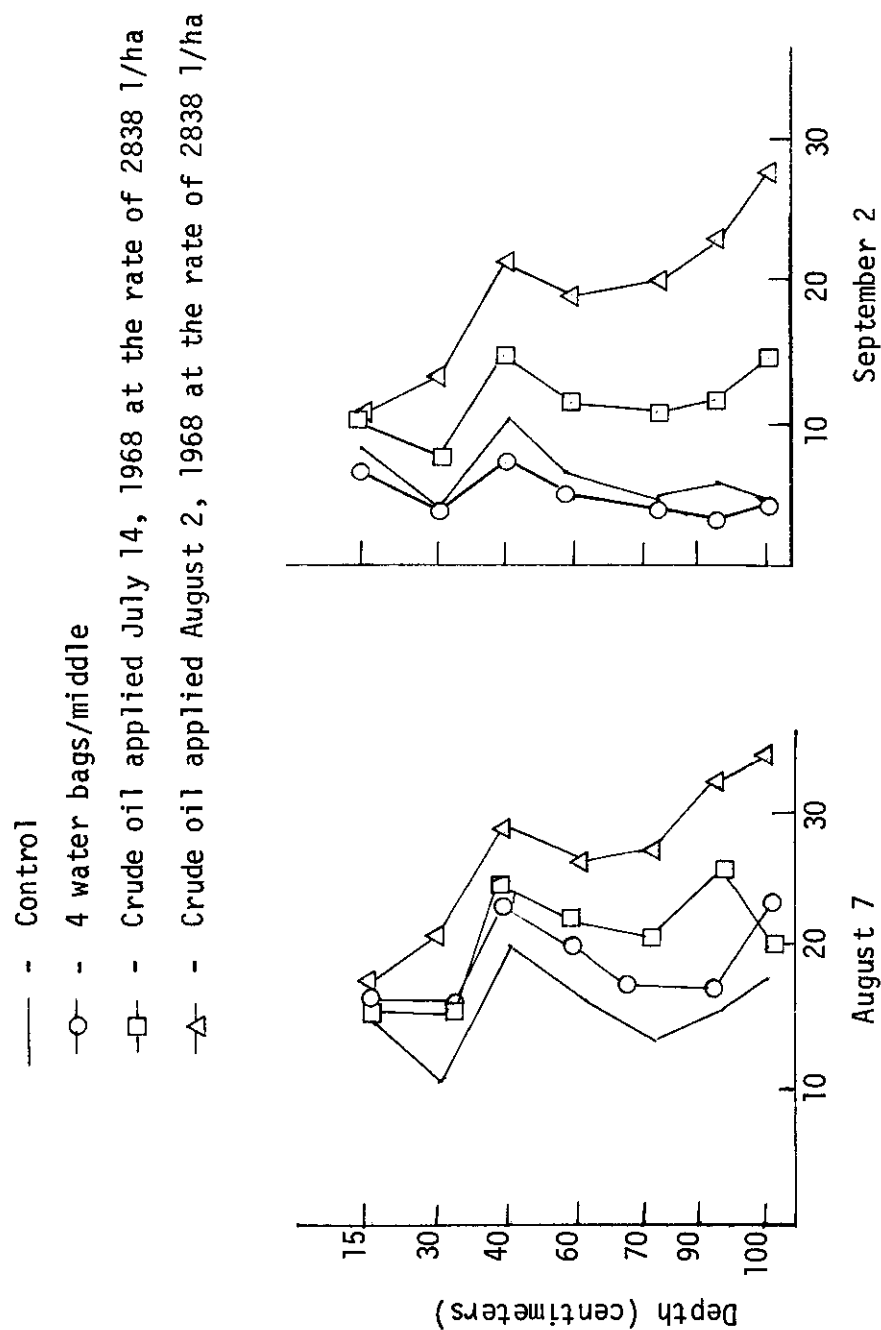 - Control
- 4 water bags/middle
- Crude oil applied July 14, 1968 at the rate of 2838 l/ha
- Crude oil applied August 2, 1968 at the rate of 2838 l/ha
Depth (centimeters)
15
30
40
60
70
90
100
10
20
30
August 7
10
20
30
September 2